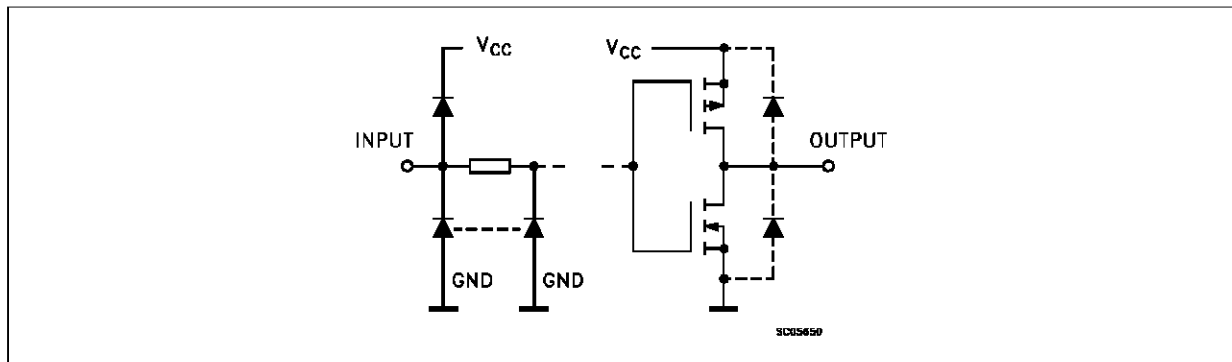 VCC
VCC
INPUT
OUTPUT
GND
GND
SC05650